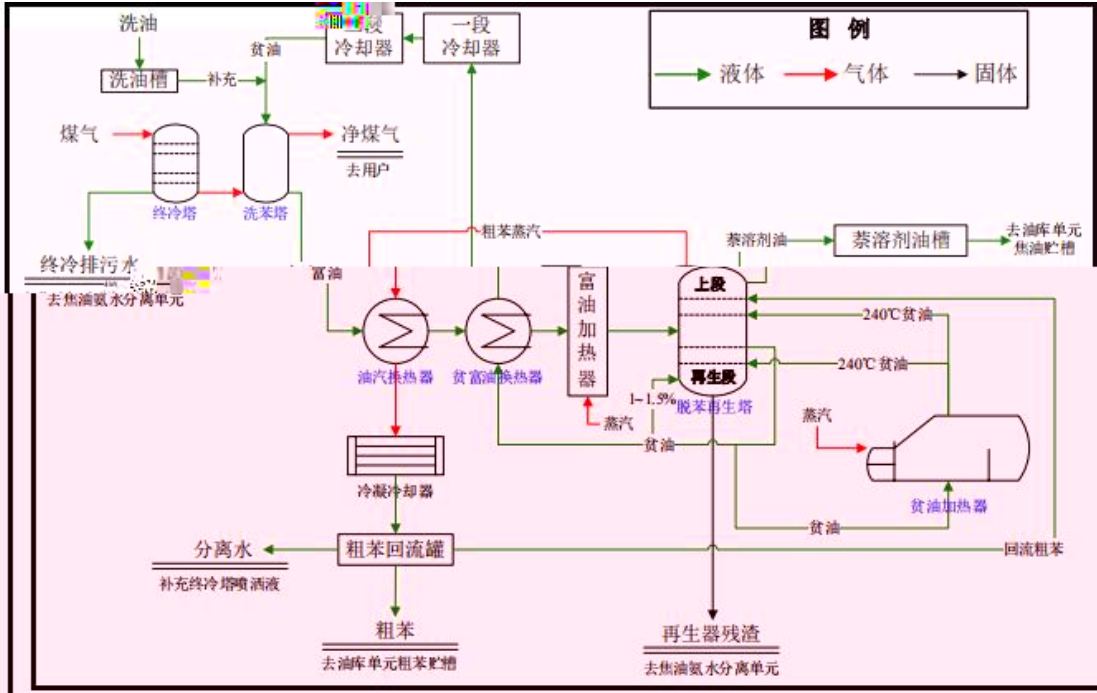 洗油
贫油
冷却器
一段
冷却器
图 例
液体
气体
固体
洗油槽
补充
煤气
净煤气
去用户
终冷塔
洗苯塔
粗苯蒸汽
萘溶剂油
萘溶剂油槽
去油库单元
焦油贮槽
终冷排污水
去焦油氨水分离单元
富油
富油加热器
上段
240℃贫油
240℃贫油
再生段
油汽换热器
贫富油换热器
脱苯再生塔
1~1.5%
蒸汽
蒸汽
贫油
冷凝冷却器
贫油加热器
贫油
分离水
补充终冷塔喷洒液
粗苯回流罐
回流粗苯
粗苯
去油库单元粗苯贮槽
再生器残渣
去焦油氨水分离单元